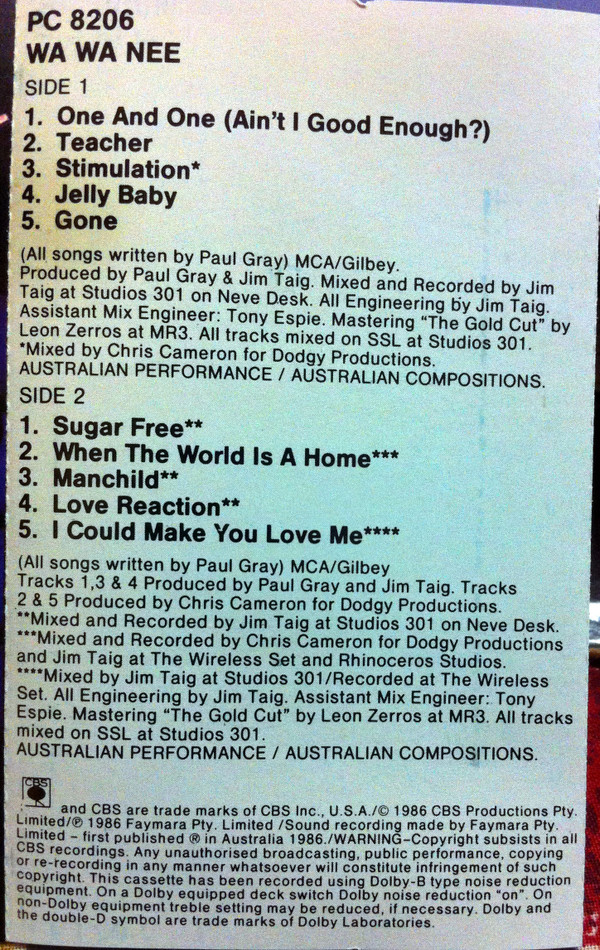 PC 8206
WA WA NEE
SIDE 1
1. One And One (Ain't I Good Enough?)
2. Teacher
3. Stimulation*
4. Jelly Baby
5. Gone
(All songs written by Paul Gray) MCA/Gilbey.
Produced by Paul Gray & Jim Taig. Mixed and Recorded by Jim
Taig at Studios 301 on Neve Desk. All Engineering by Jim Taig.
Assistant Mix Engineer: Tony Espie. Mastering "The Gold Cut" by
Leon Zerros at MR3. All tracks mixed on SSL at Studios 301.
*Mixed by Chris Cameron for Dodgy Productions.
AUSTRALIAN PERFORMANCE / AUSTRALIAN COMPOSITIONS.
SIDE 2
1. Sugar Free**
2. When The World Is A Home***
3. Manchild**
4. Love Reaction**
5. I Could Make You Love Me****
(All songs written by Paul Gray) MCA/Gilbey
Tracks 1,3 & 4 Produced by Paul Gray and Jim Taig. Tracks
2 & 5 Produced by Chris Cameron for Dodgy Productions.
**Mixed and Recorded by Jim Taig at Studios 301 on Neve Desk.
***Mixed and Recorded by Chris Cameron for Dodgy Productions
and Jim Taig at The Wireless Set and Rhinoceros Studios.
****Mixed by Jim Taig at Studios 301/Recorded at The Wireless
Set. All Engineering by Jim Taig. Assistant Mix Engineer: Tony
Espie. Mastering "The Gold Cut" by Leon Zerros at MR3. All tracks
mixed on SSL at Studios 301.
AUSTRALIAN PERFORMANCE / AUSTRALIAN COMPOSITIONS.
CBS
and CBS are trade marks of CBS Inc., U.S.A./© 1986 CBS Productions Pty.
Limited/℗ 1986 Faymara Pty. Limited /Sound recording made by Faymara Pty.
Limited – first published ® in Australia 1986./WARNING–Copyright subsists in all
CBS recordings. Any unauthorised broadcasting, public performance, copying
or re-recording in any manner whatsoever will constitute infringement of such
copyright. This cassette has been recorded using Dolby-B type noise reduction
equipment. On a Dolby equipped deck switch Dolby noise reduction "on". On
non-Dolby equipment treble setting may be reduced, if necessary. Dolby and
the double-D symbol are trade marks of Dolby Laboratories.